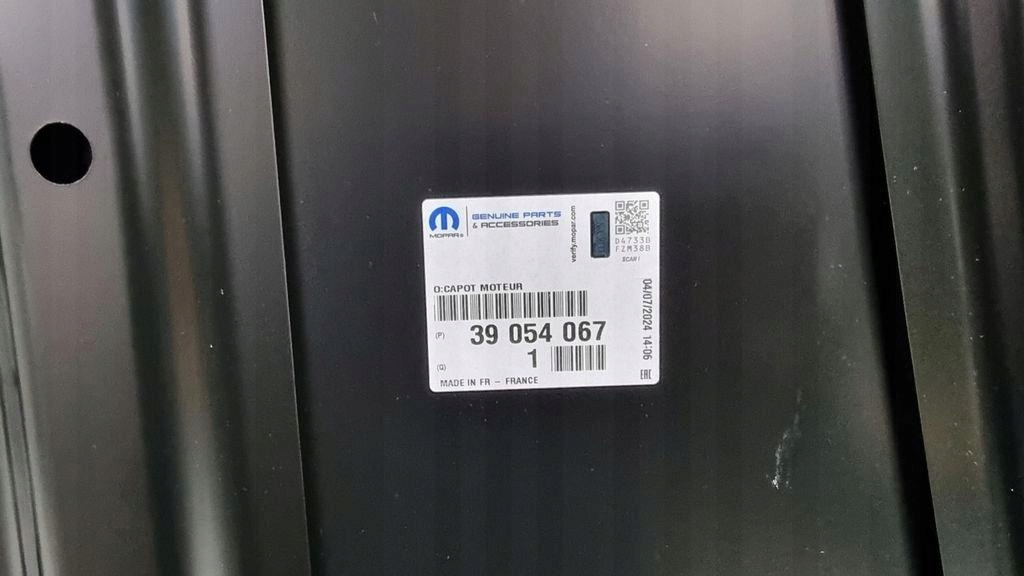 MOPAR®
GENUINE PARTS
& ACCESSORIES
verify.mopar.com
D4733B
FZM38B
SCAN!
O:CAPOT MOTEUR
(P) 39 054 067
(Q) 1
MADE IN FR – FRANCE
04/07/2024 14:06
EAC